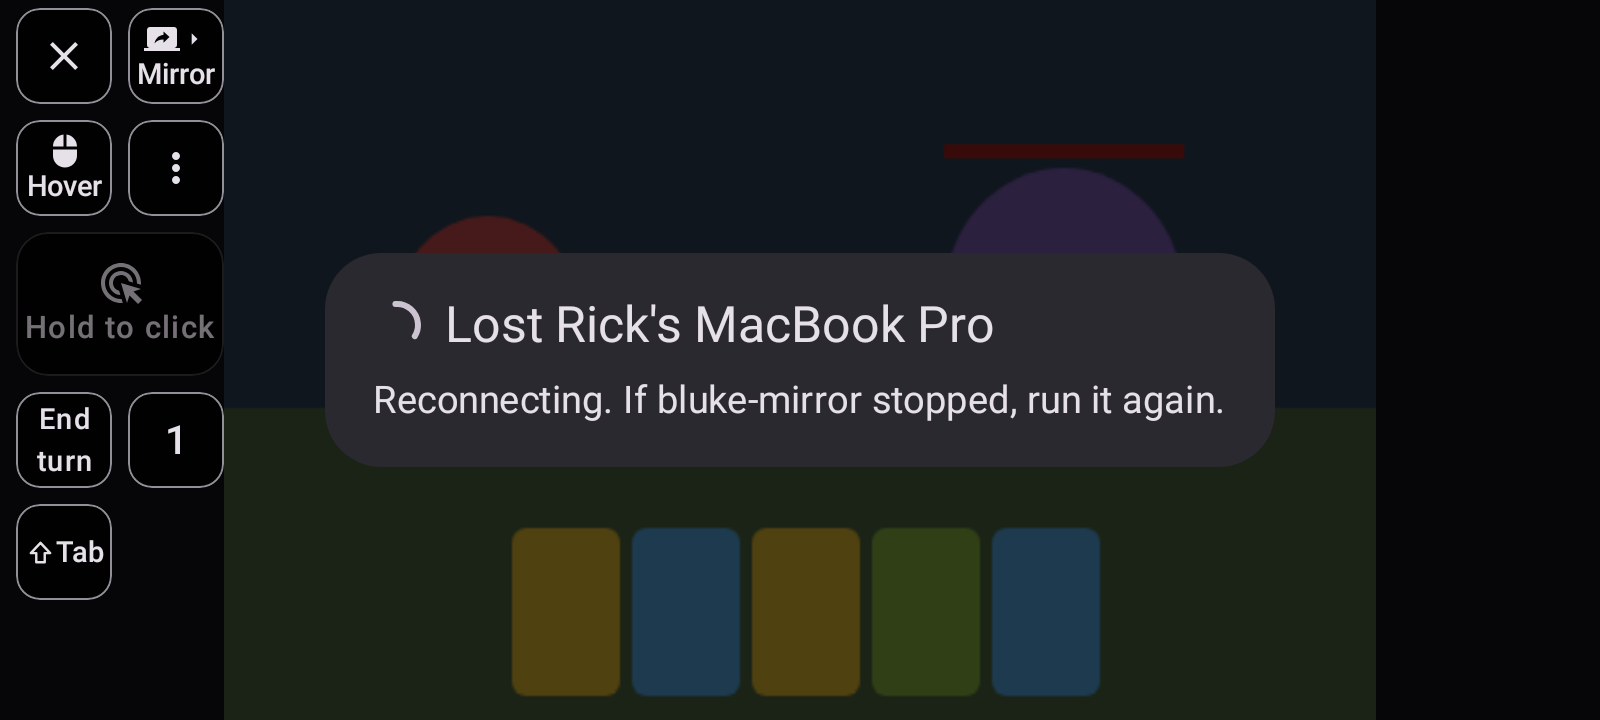 Mirror
Hover
Hold to click
End
turn
1
Tab
Lost Rick's MacBook Pro
Reconnecting. If bluke-mirror stopped, run it again.